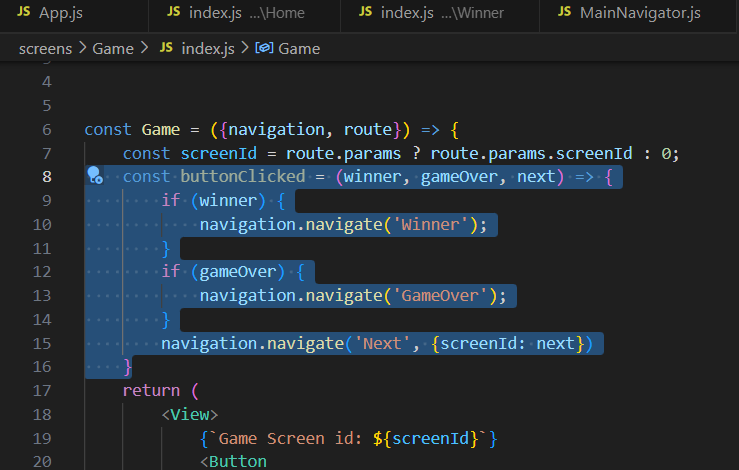 JS App.js JS index.js ...\Home JS index.js ...\Winner JS MainNavigator.js
screens > Game > JS index.js > Game
4
5
6 const Game = ({navigation, route}) => {
7 const screenId = route.params ? route.params.screenId : 0;
8 const buttonClicked = (winner, gameOver, next) => {
9 if (winner) {
10 navigation.navigate('Winner');
11 }
12 if (gameOver) {
13 navigation.navigate('GameOver');
14 }
15 navigation.navigate('Next', {screenId: next})
16 }
17 return (
18 <View>
19 {`Game Screen id: ${screenId}`}
20 <Button